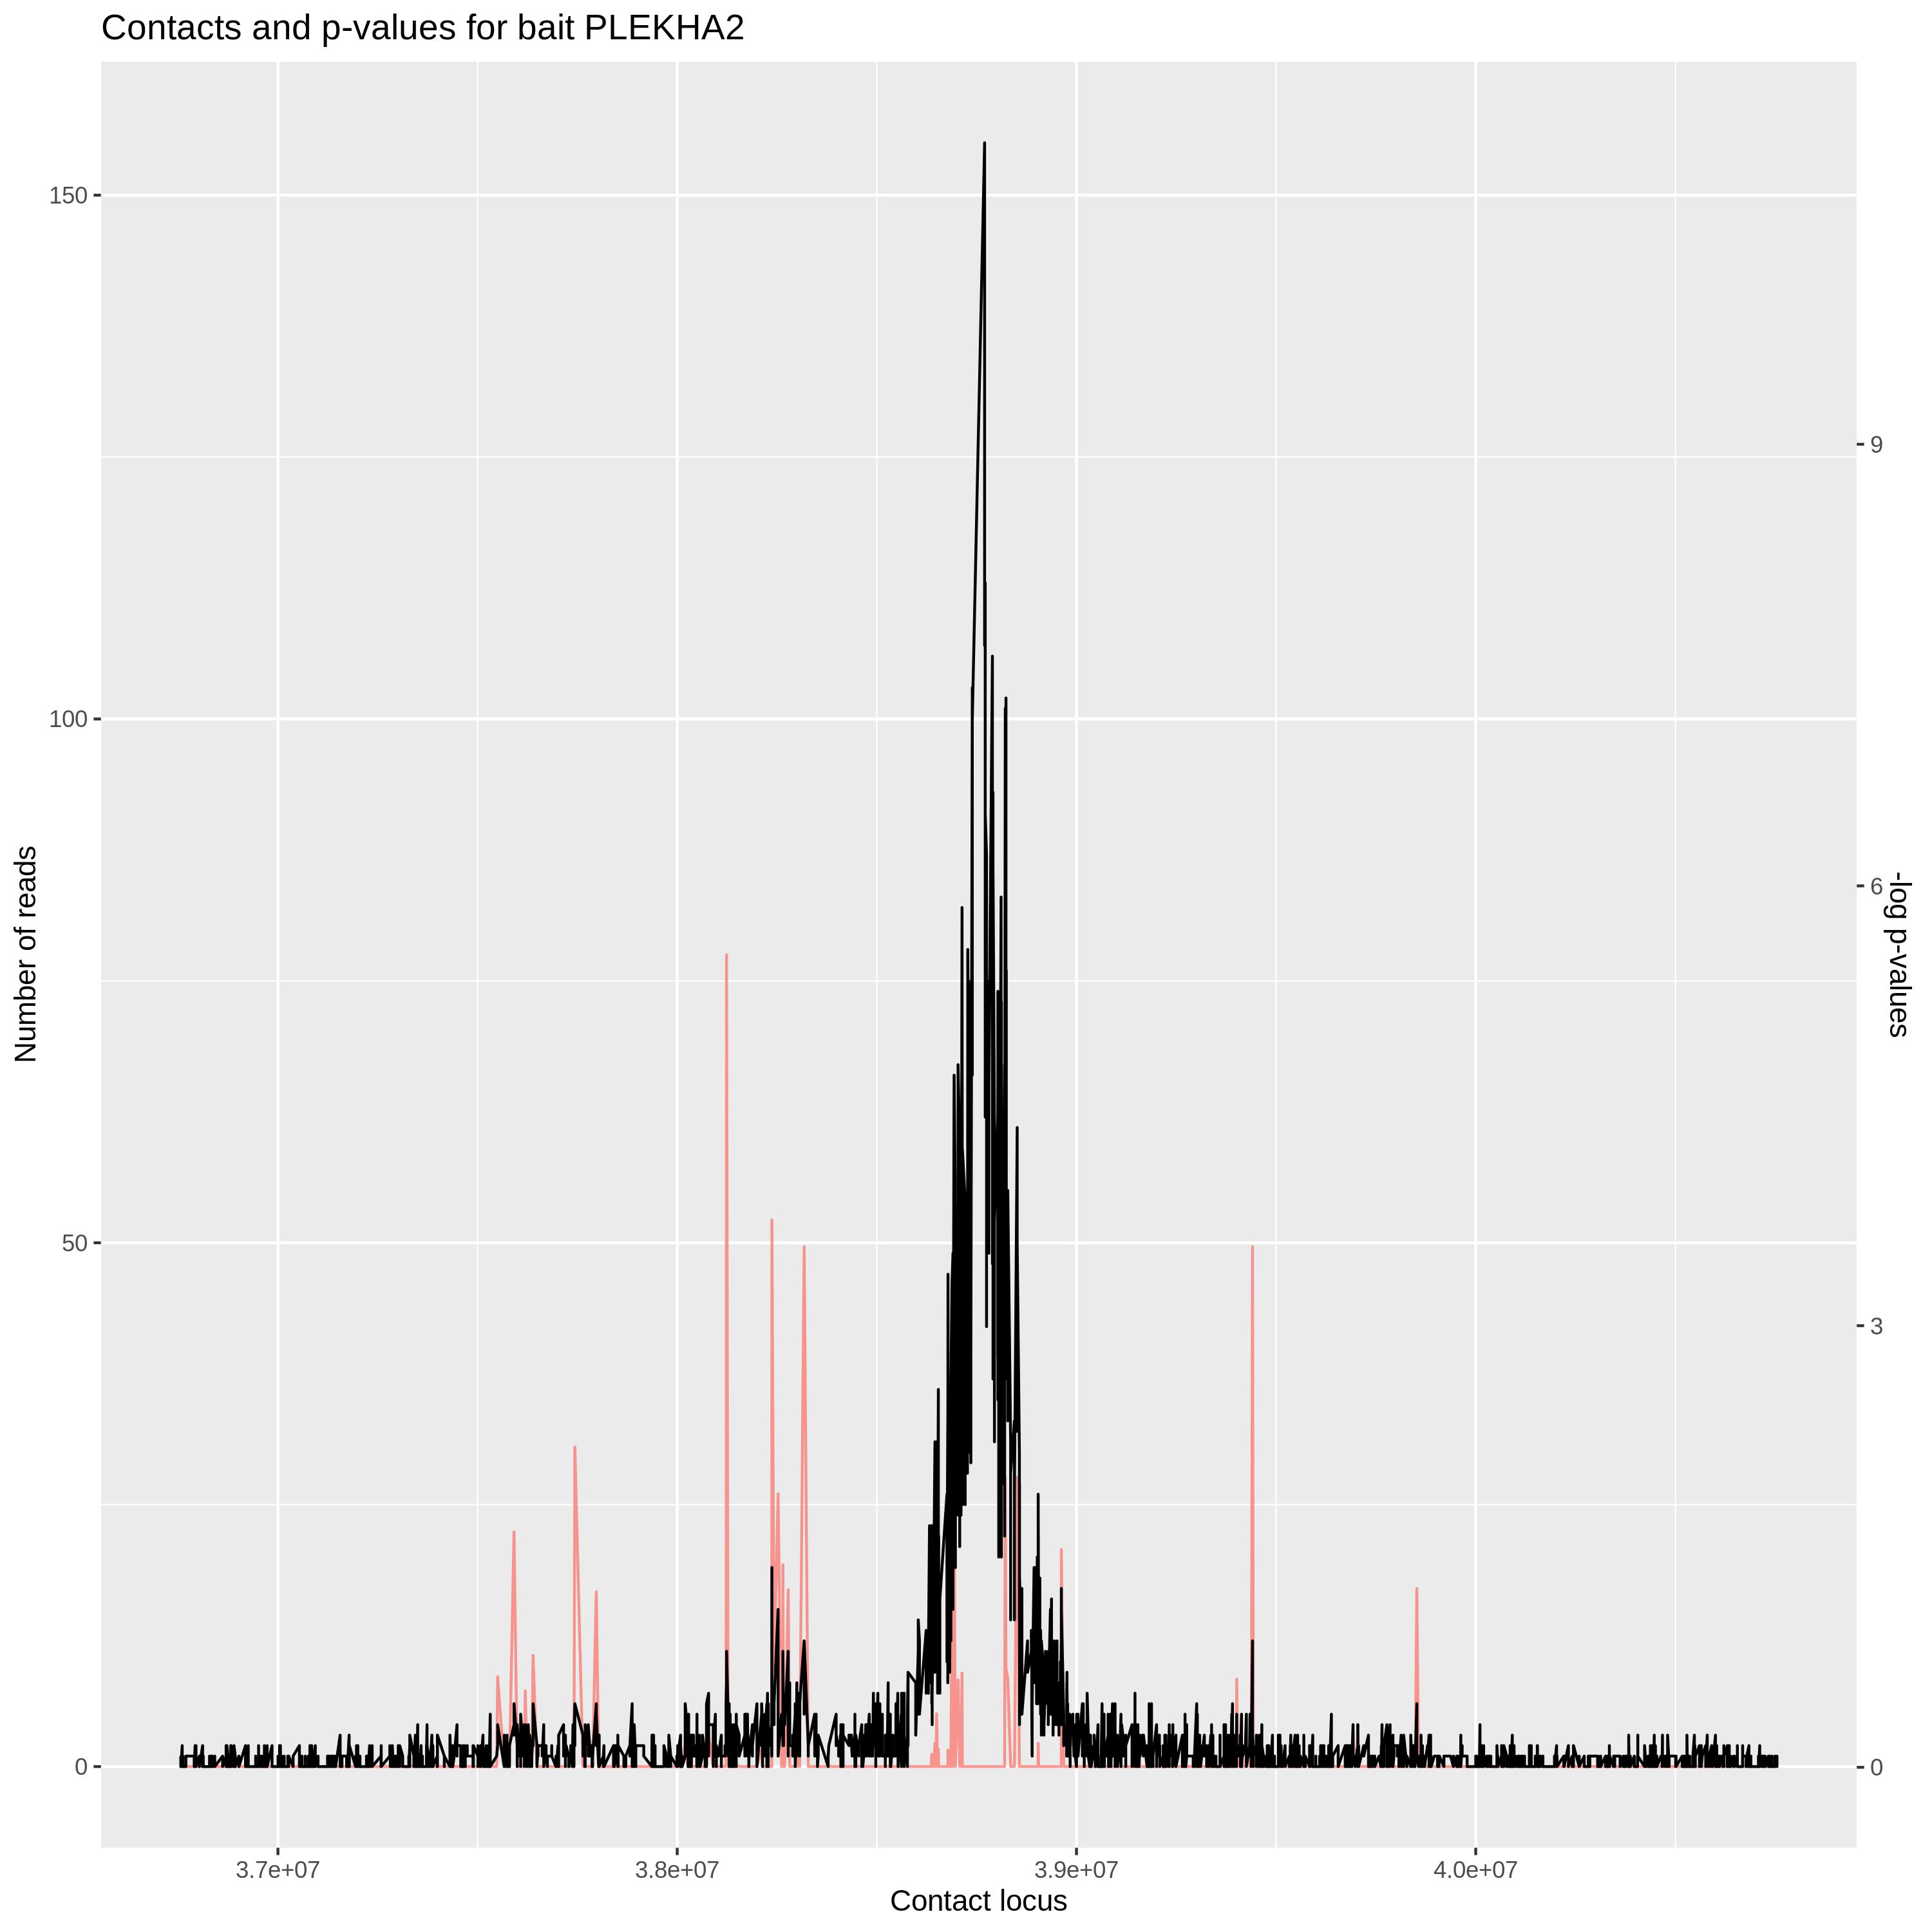 Contacts and p-values for bait PLEKHA2
Number of reads
150
100
50
0
9
6
3
0
-log p-values
3.7e+07
3.8e+07
3.9e+07
4.0e+07
Contact locus